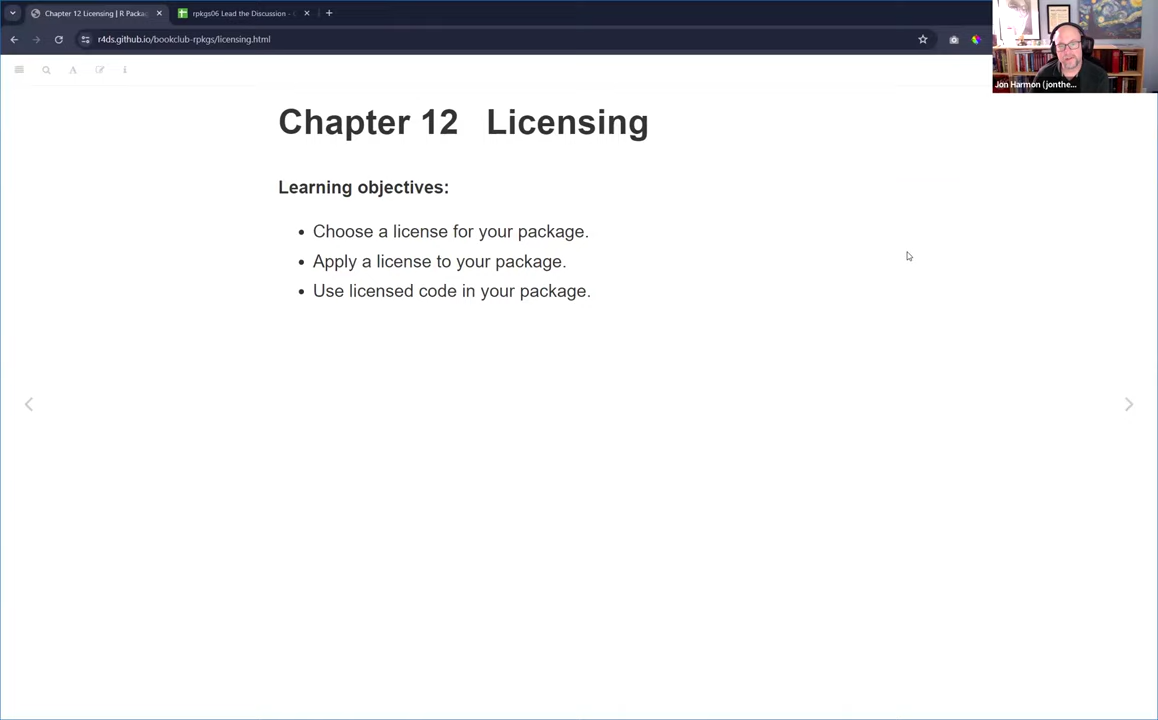 Chapter 12 Licensing | R Packa
rpkgs06 Lead the Discussion -
r4ds.github.io/bookclub-rpkgs/licensing.html
Jon Harmon (jonthe...
Chapter 12 Licensing
Learning objectives:
• Choose a license for your package.
• Apply a license to your package.
• Use licensed code in your package.